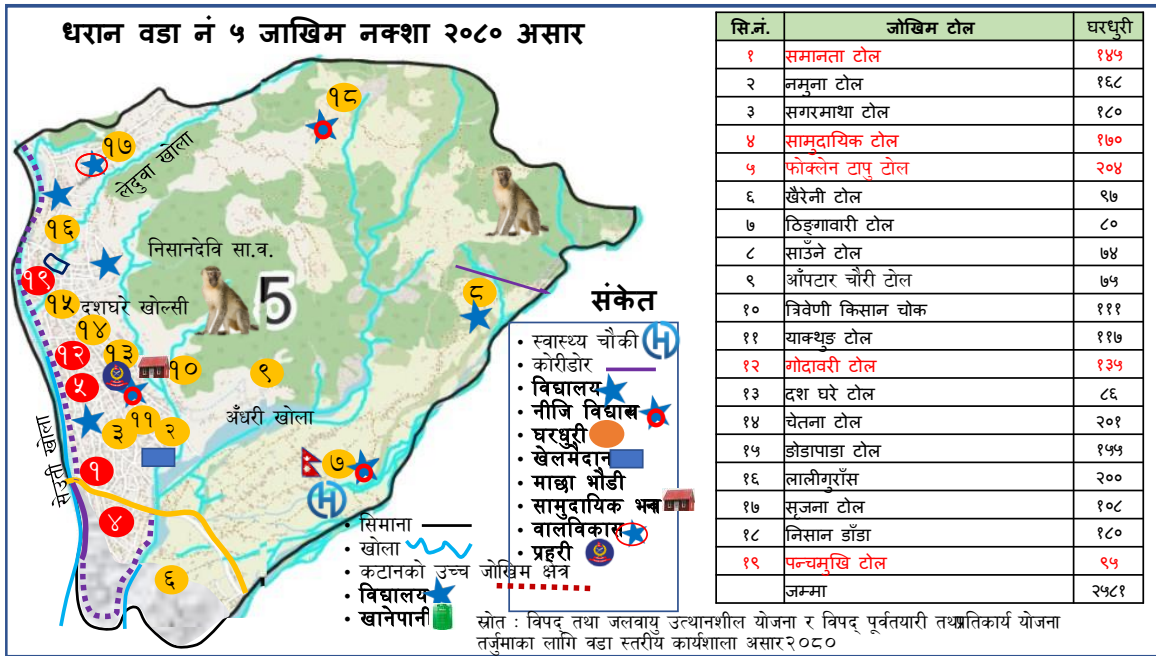 धरान वडा नं ५ जाखिम नक्शा २०८० असार
१८
१७
लेदुवा खोला
१६
निसानदेवि सा.व.
5
१९
१५ दशघरे खोल्सी
१४
१२ १३
१०
५
९
८
अँधरी खोला
३ ११ २
सेउती खोला
१
७
४
६
संकेत
• स्वास्थ्य चौकी
• कोरीडोर
• विद्यालय
• नीजि विद्यालय
• घरधुरी
• खेलमैदान
• माछा भौडी
• सामुदायिक भवन
• वालविकास
• प्रहरी
• सिमाना
• खोला
• कटानको उच्च जोखिम क्षेत्र
• विद्यालय
• खानेपानी
सि.नं. जोखिम टोल घरधुरी
१ समानता टोल १४५
२ नमुना टोल १६८
३ सगरमाथा टोल १८०
४ सामुदायिक टोल १७०
५ फोक्लेन टापु टोल २०४
६ खैरेनी टोल ९७
७ ठिङ्गावारी टोल ८०
८ साउँने टोल ७४
९ आँपटार चौरी टोल ७५
१० त्रिवेणी किसान चोक १११
११ याक्थुङ टोल ११७
१२ गोदावरी टोल १३५
१३ दश घरे टोल ८६
१४ चेतना टोल २०१
१५ ङोडापाडा टोल १५५
१६ लालीगुराँस २००
१७ सृजना टोल १०८
१८ निसान डाँडा १८०
१९ पन्चमुखि टोल ९५
जम्मा २५८१
स्रोत : विपद् तथा जलवायु उत्थानशील योजना र विपद् पूर्वतयारी तथा प्रतिकार्य योजना
तर्जुमाका लागि वडा स्तरीय कार्यशाला असार२०८०